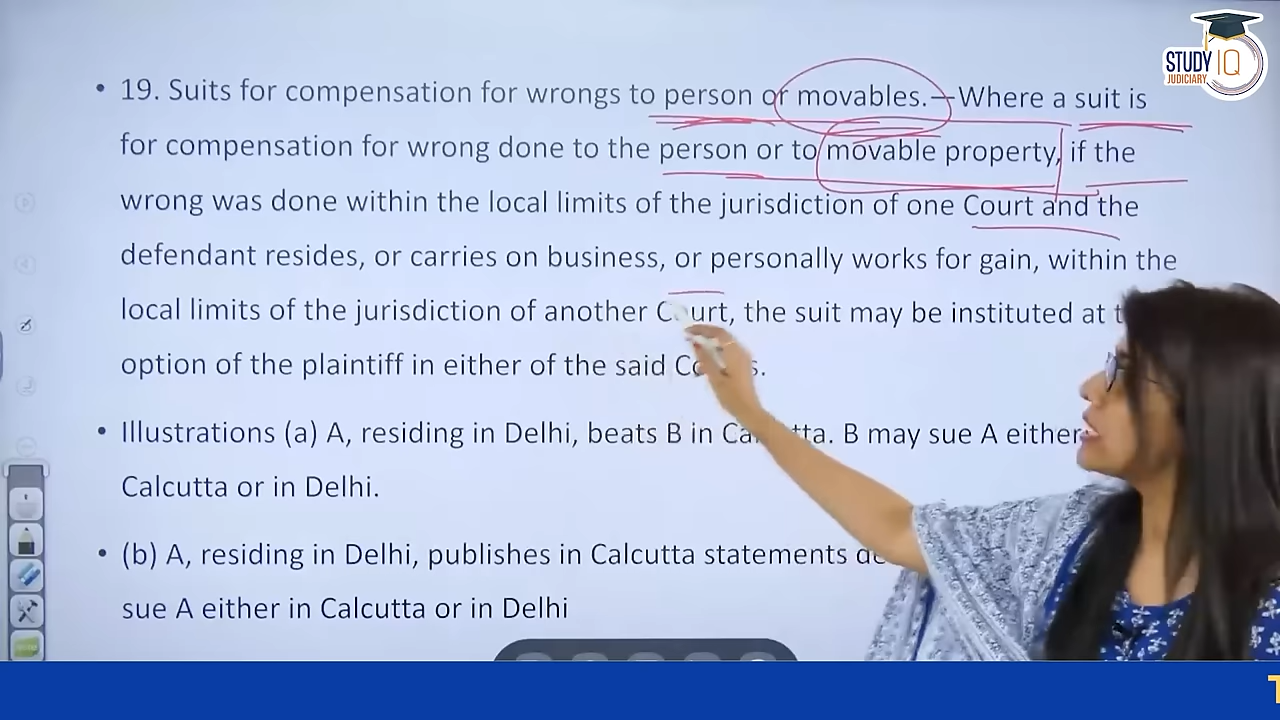 STUDY IQ
JUDICIARY
• 19. Suits for compensation for wrongs to person or movables.—Where a suit is
for compensation for wrong done to the person or to movable property, if the
wrong was done within the local limits of the jurisdiction of one Court and the
defendant resides, or carries on business, or personally works for gain, within the
local limits of the jurisdiction of another Court, the suit may be instituted at
option of the plaintiff in either of the said
• Illustrations (a) A, residing in Delhi, beats B in B may sue A either
Calcutta or in Delhi.
• (b) A, residing in Delhi, publishes in Calcutta statements
sue A either in Calcutta or in Delhi